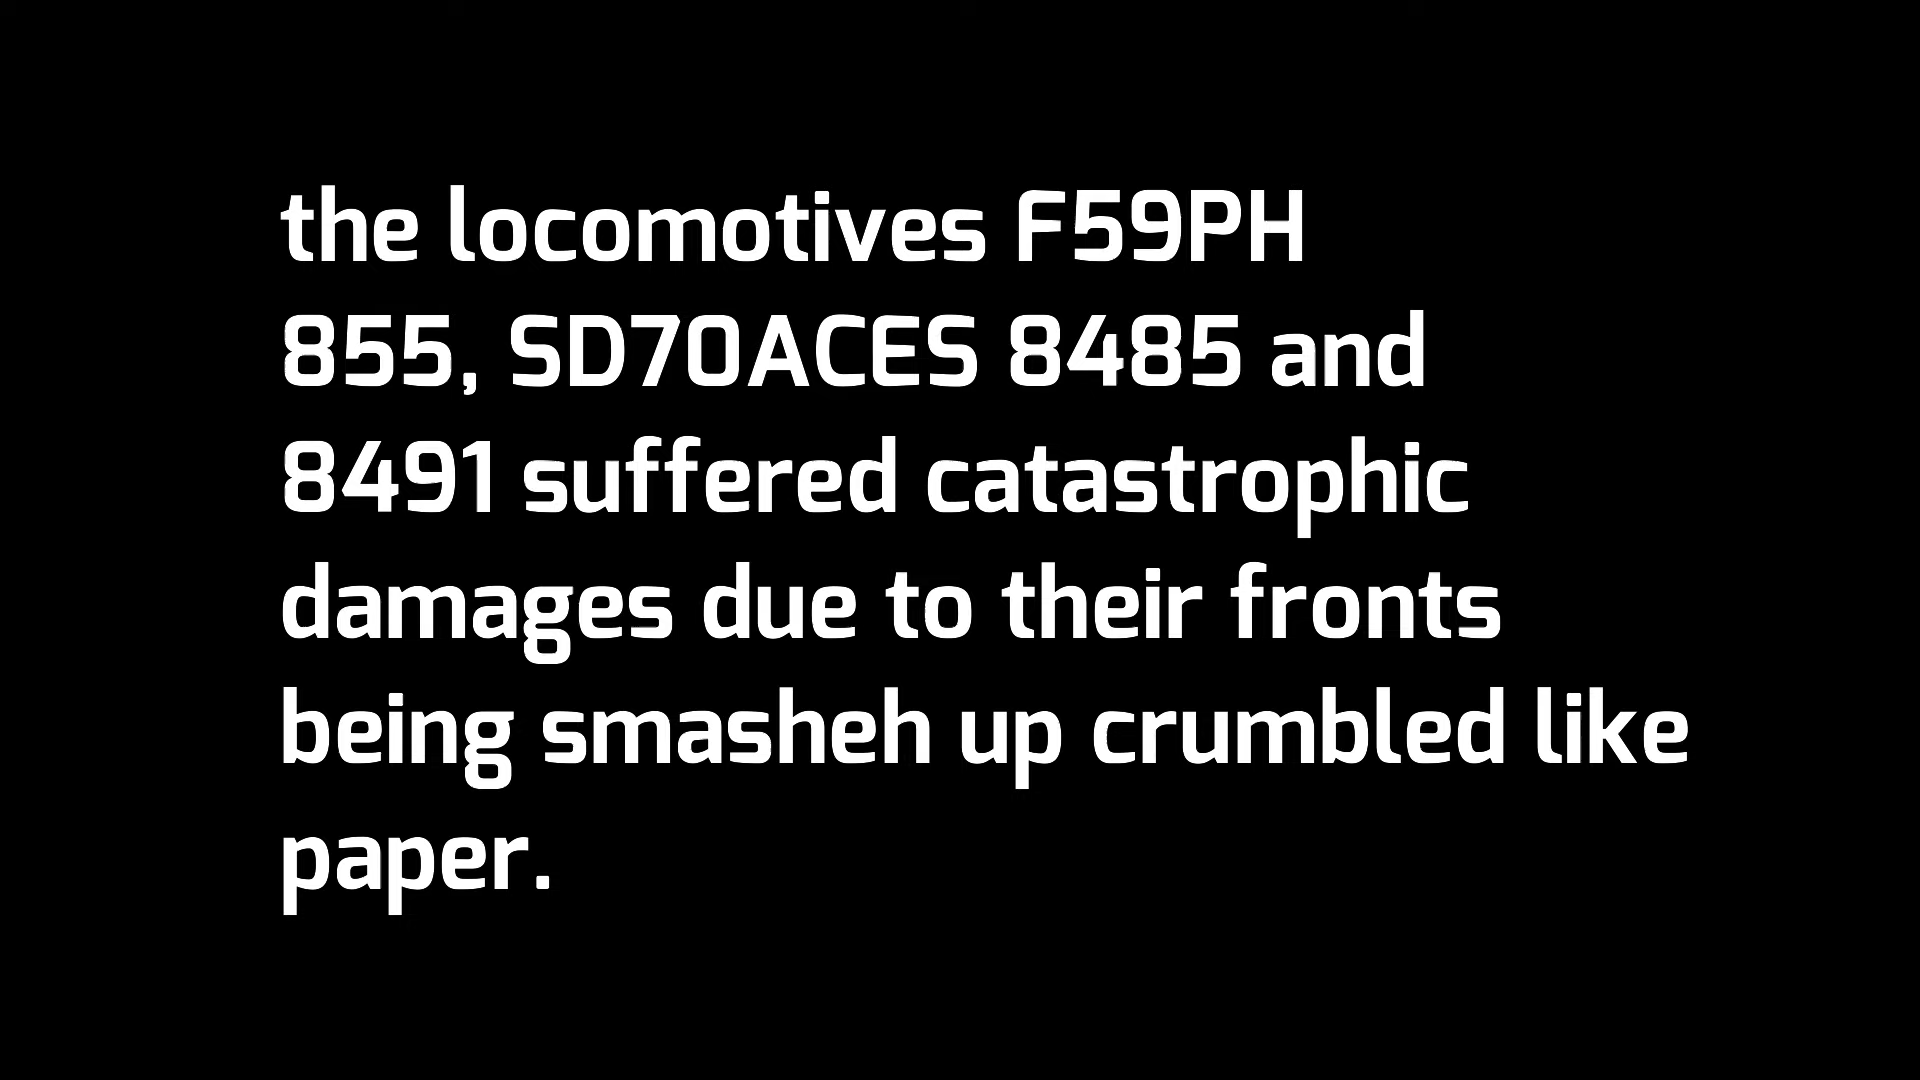 the locomotives F59PH
855, SD70ACES 8485 and
8491 suffered catastrophic
damages due to their fronts
being smasheh up crumbled like
paper.